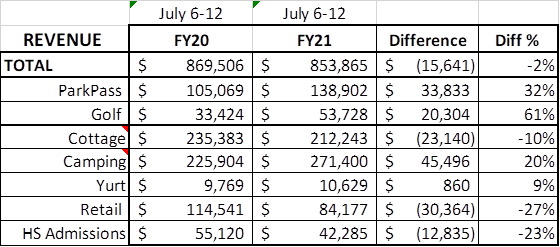 July 6-12 July 6-12
REVENUE FY20 FY21 Difference Diff %
TOTAL $ 869,506 $ 853,865 $ (15,641) -2%
ParkPass $ 105,069 $ 138,902 $ 33,833 32%
Golf $ 33,424 $ 53,728 $ 20,304 61%
Cottage $ 235,383 $ 212,243 $ (23,140) -10%
Camping $ 225,904 $ 271,400 $ 45,496 20%
Yurt $ 9,769 $ 10,629 $ 860 9%
Retail $ 114,541 $ 84,177 $ (30,364) -27%
HS Admissions $ 55,120 $ 42,285 $ (12,835) -23%